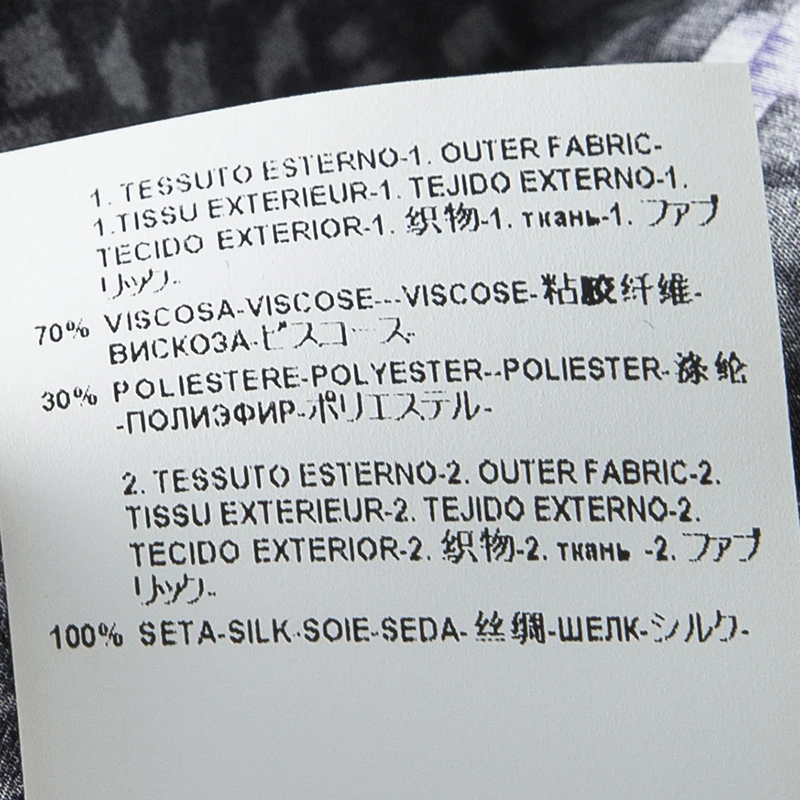 1. TESSUTO ESTERNO-1. OUTER FABRIC-
1.TISSU EXTERIEUR-1. TEJIDO EXTERNO-1.
TECIDO EXTERIOR-1. 织物-1. ткань-1. ファブ
リック-
70% VISCOSA-VISCOSE---VISCOSE-粘胶纤维-
ВИСКОЗА-ビスコース-
30% POLIESTERE-POLYESTER--POLIESTER-涤纶
-ПОЛИЭФИР-ポリエステル-
2. TESSUTO ESTERNO-2. OUTER FABRIC-2.
TISSU EXTERIEUR-2. TEJIDO EXTERNO-2.
TECIDO EXTERIOR-2. 织物-2. ткань -2. ファブ
リック-
100% SETA-SILK-SOIE-SEDA-丝绸-ШЕЛК-シルク-